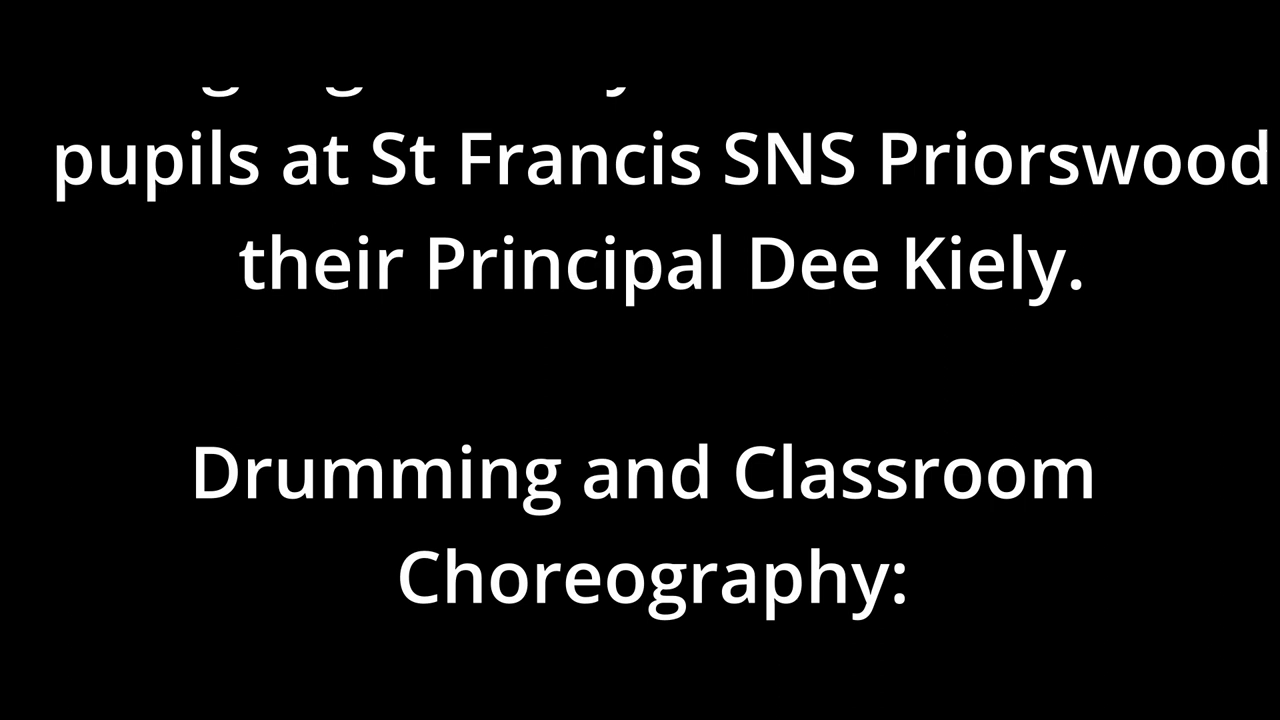 pupils at St Francis SNS Priorswood
their Principal Dee Kiely.
Drumming and Classroom
Choreography: